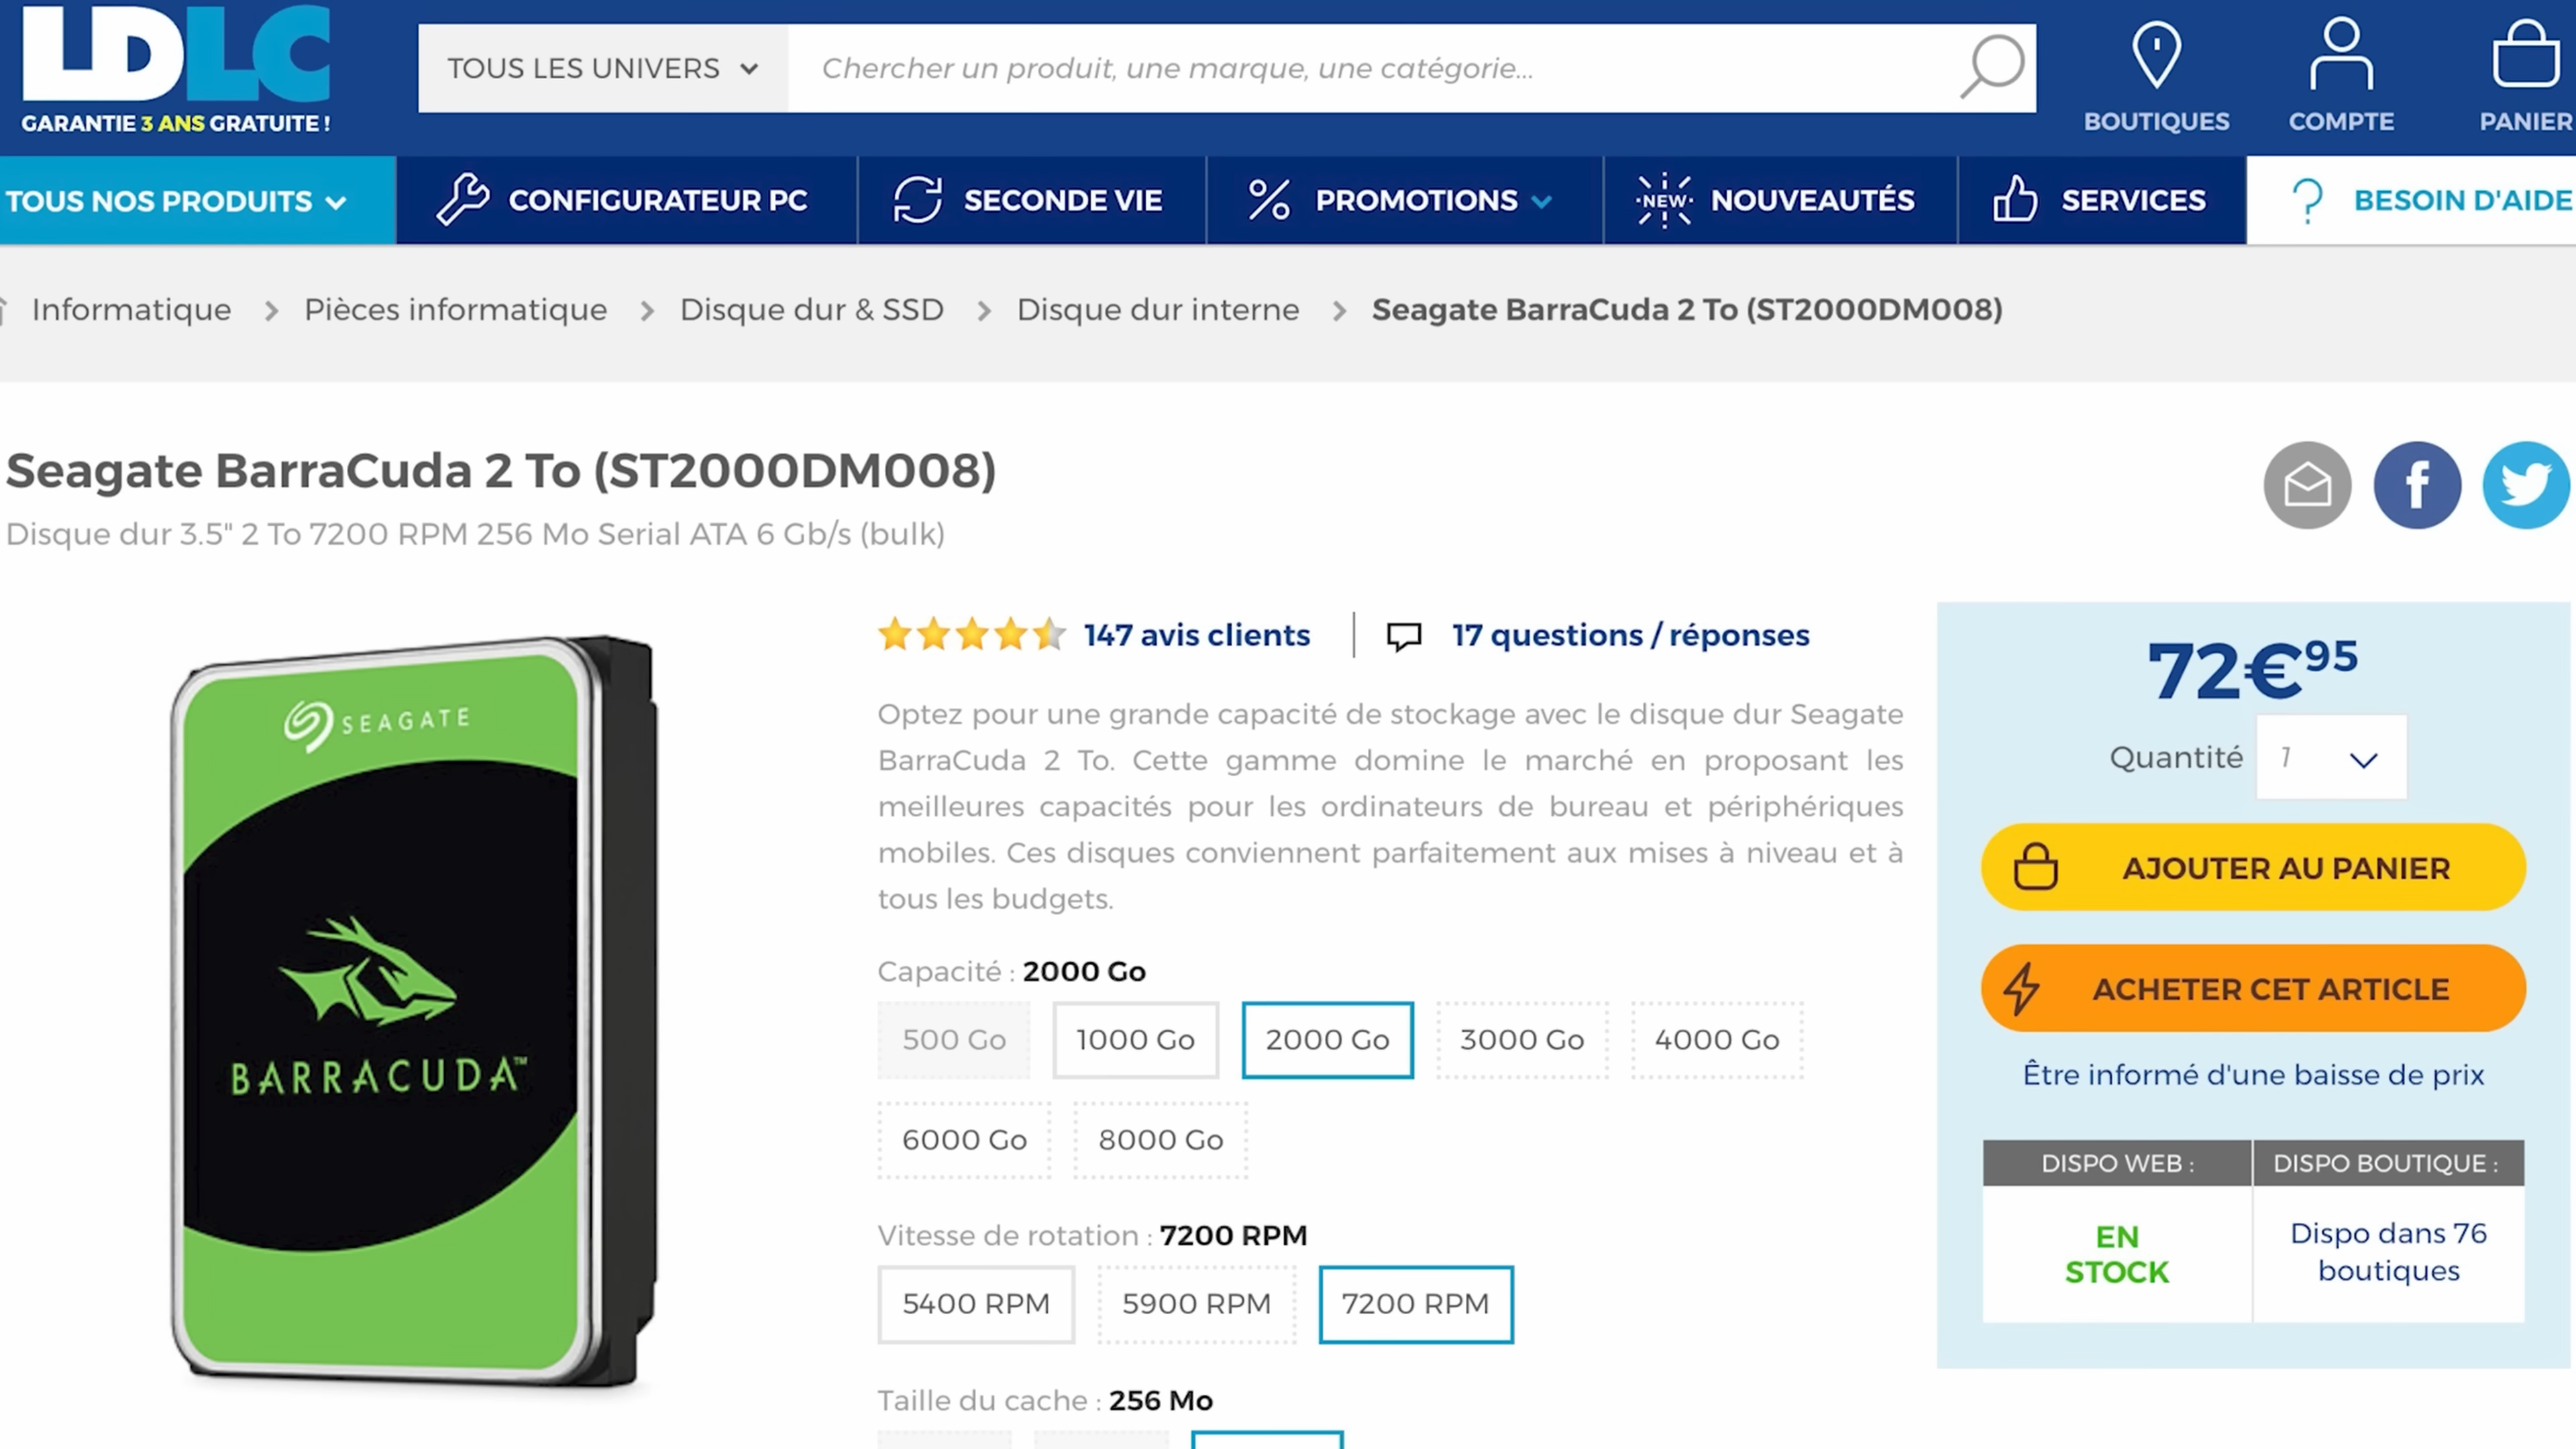 LDLC
GARANTIE 3 ANS GRATUITE !
TOUS LES UNIVERS
Chercher un produit, une marque, une catégorie...
BOUTIQUES
COMPTE
PANIER
TOUS NOS PRODUITS
CONFIGURATEUR PC
SECONDE VIE
% PROMOTIONS
NEW NOUVEAUTÉS
SERVICES
? BESOIN D'AIDE
Informatique > Pièces informatique > Disque dur & SSD > Disque dur interne > Seagate BarraCuda 2 To (ST2000DM008)
Seagate BarraCuda 2 To (ST2000DM008)
Disque dur 3.5" 2 To 7200 RPM 256 Mo Serial ATA 6 Gb/s (bulk)
SEAGATE
BARRACUDA™
147 avis clients
17 questions / réponses
Optez pour une grande capacité de stockage avec le disque dur Seagate
BarraCuda 2 To. Cette gamme domine le marché en proposant les
meilleures capacités pour les ordinateurs de bureau et périphériques
mobiles. Ces disques conviennent parfaitement aux mises à niveau et à
tous les budgets.
Capacité : 2000 Go
500 Go
1000 Go
2000 Go
3000 Go
4000 Go
6000 Go
8000 Go
Vitesse de rotation : 7200 RPM
5400 RPM
5900 RPM
7200 RPM
Taille du cache : 256 Mo
72€95
Quantité 1
AJOUTER AU PANIER
ACHETER CET ARTICLE
Être informé d'une baisse de prix
DISPO WEB :
DISPO BOUTIQUE :
EN
STOCK
Dispo dans 76
boutiques